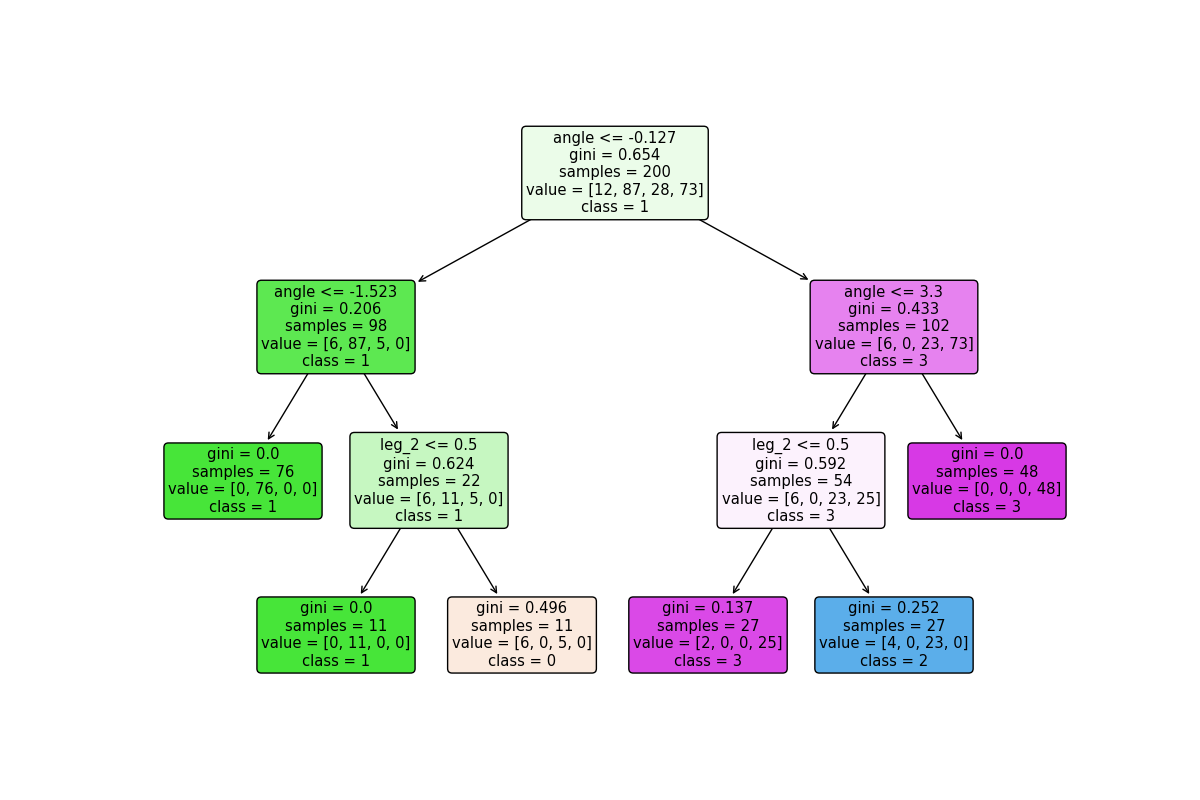 angle <= -0.127
gini = 0.654
samples = 200
value = [12, 87, 28, 73]
class = 1
angle <= -1.523
gini = 0.206
samples = 98
value = [6, 87, 5, 0]
class = 1
angle <= 3.3
gini = 0.433
samples = 102
value = [6, 0, 23, 73]
class = 3
gini = 0.0
samples = 76
value = [0, 76, 0, 0]
class = 1
leg_2 <= 0.5
gini = 0.624
samples = 22
value = [6, 11, 5, 0]
class = 1
leg_2 <= 0.5
gini = 0.592
samples = 54
value = [6, 0, 23, 25]
class = 3
gini = 0.0
samples = 48
value = [0, 0, 0, 48]
class = 3
gini = 0.0
samples = 11
value = [0, 11, 0, 0]
class = 1
gini = 0.496
samples = 11
value = [6, 0, 5, 0]
class = 0
gini = 0.137
samples = 27
value = [2, 0, 0, 25]
class = 3
gini = 0.252
samples = 27
value = [4, 0, 23, 0]
class = 2